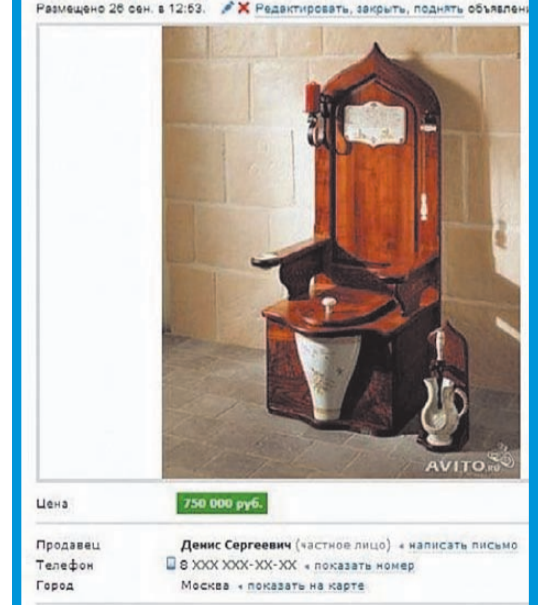 Размещено 26 сен. в 12:53. Редактировать, закрыть, поднять объявлени
AVITO.ru
Цена 750 000 руб.
Продавец Денис Сергеевич (частное лицо) « написать письмо
Телефон 8 XXX XXX-XX-XX « показать номер
Город Москва « показать на карте